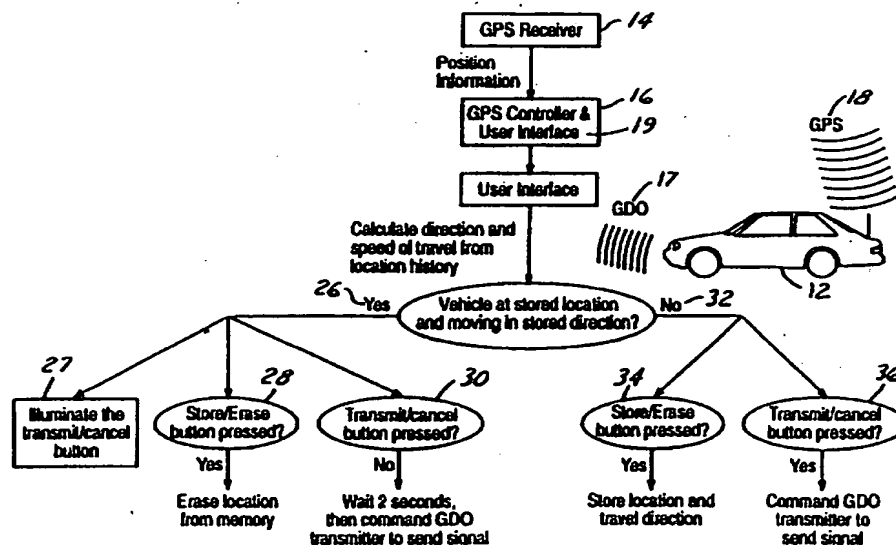 GPS Receiver
14
Position
Information
16
GPS Controller &
User Interface
19
18
GPS
User Interface
17
GDO
Calculate direction and
speed of travel from
location history
12
26
Yes
Vehicle at stored location
and moving in stored direction?
No
32
27
Illuminate the
transmit/cancel
button
28
Store/Erase
button pressed?
30
Transmit/cancel
button pressed?
34
Store/Erase
button pressed?
Transmit/cancel
button pressed?
Yes
No
Yes
Yes
Erase location
from memory
Wait 2 seconds,
then command GDO
transmitter to send signal
Store location and
travel direction
Command GDO
transmitter to
send signal